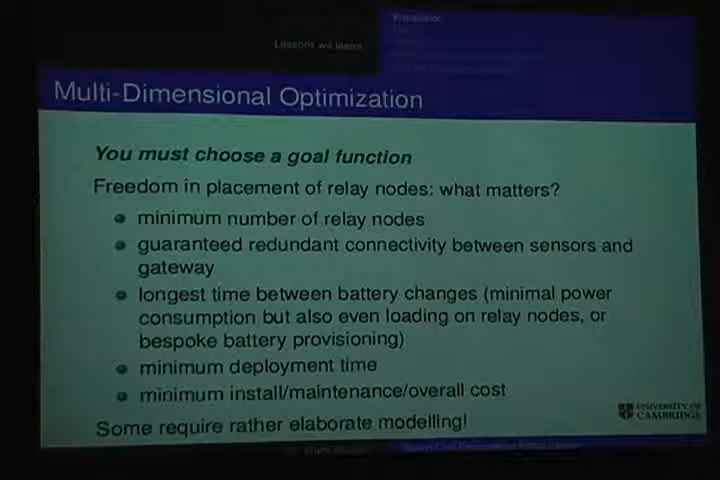 Lessons we learnt
Multi-Dimensional Optimization
You must choose a goal function
Freedom in placement of relay nodes: what matters?
minimum number of relay nodes
guaranteed redundant connectivity between sensors and
gateway
longest time between battery changes (minimal power
consumption but also even loading on relay nodes, or
bespoke battery provisioning)
minimum deployment time
minimum install/maintenance/overall cost
Some require rather elaborate modelling!
UNIVERSITY OF
CAMBRIDGE